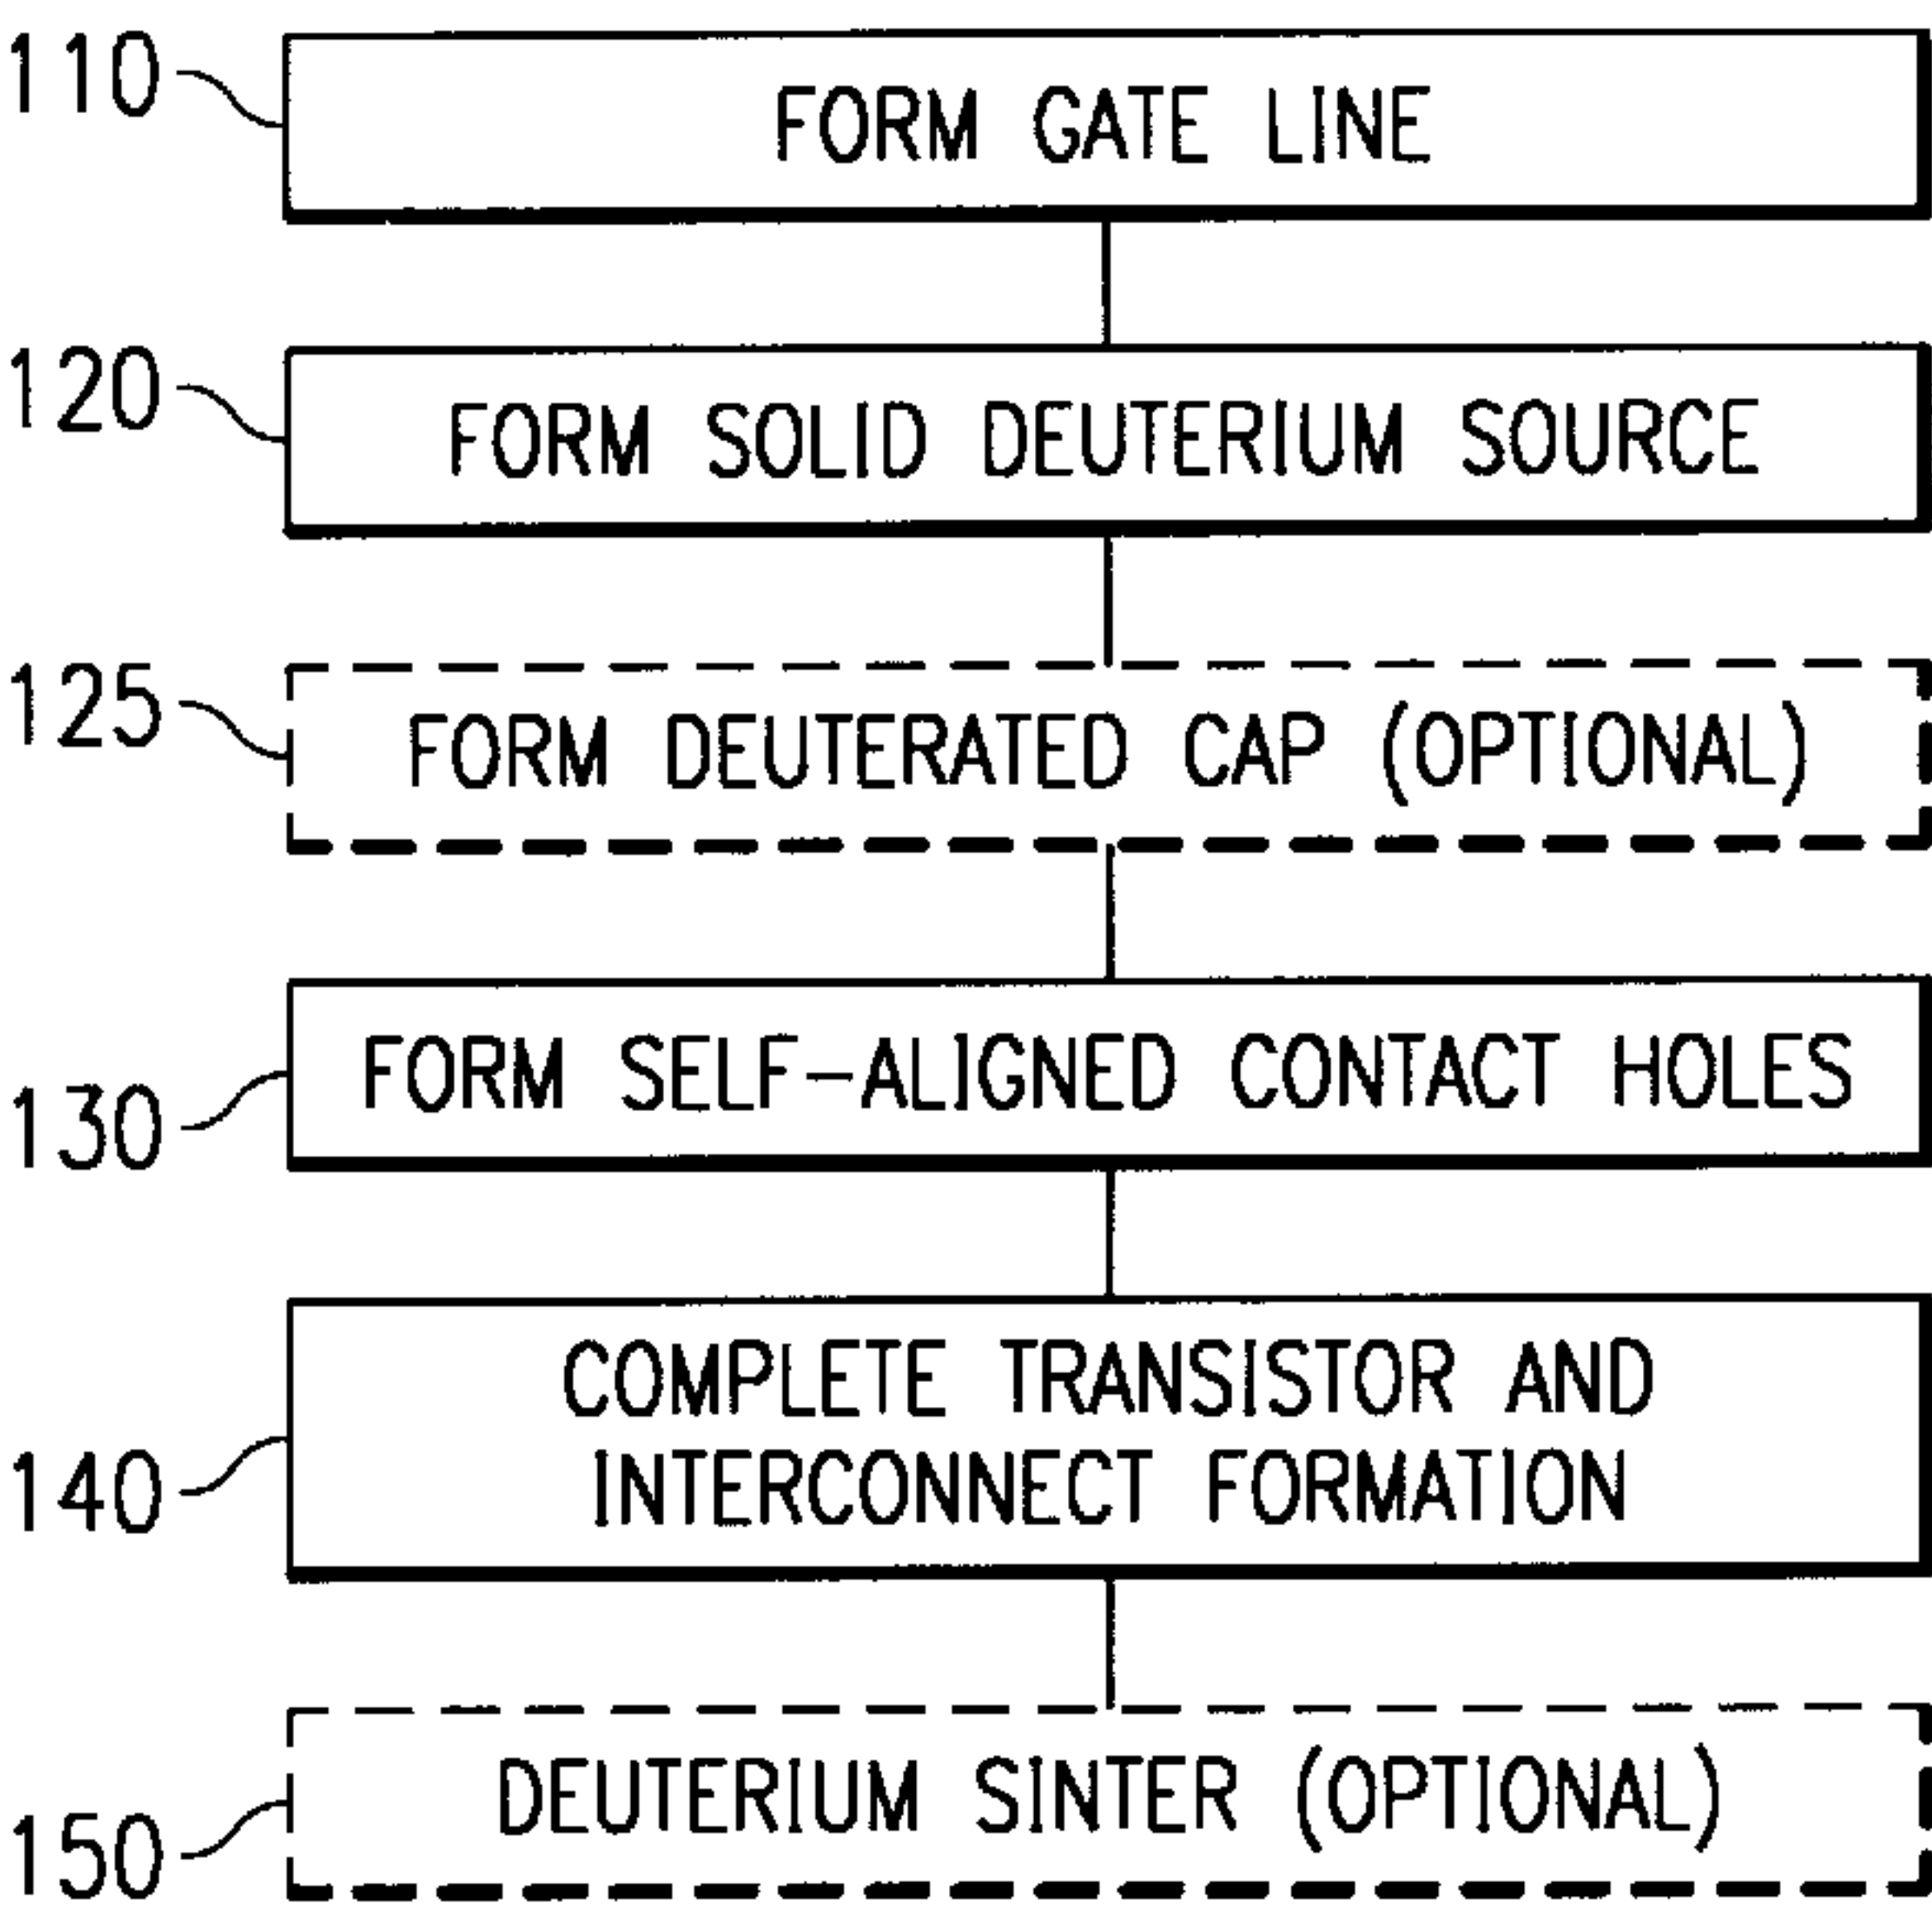 110
FORM GATE LINE
120
FORM SOLID DEUTERIUM SOURCE
125
FORM DEUTERATED CAP (OPTIONAL)
130
FORM SELF-ALIGNED CONTACT HOLES
140
COMPLETE TRANSISTOR AND
INTERCONNECT FORMATION
150
DEUTERIUM SINTER (OPTIONAL)